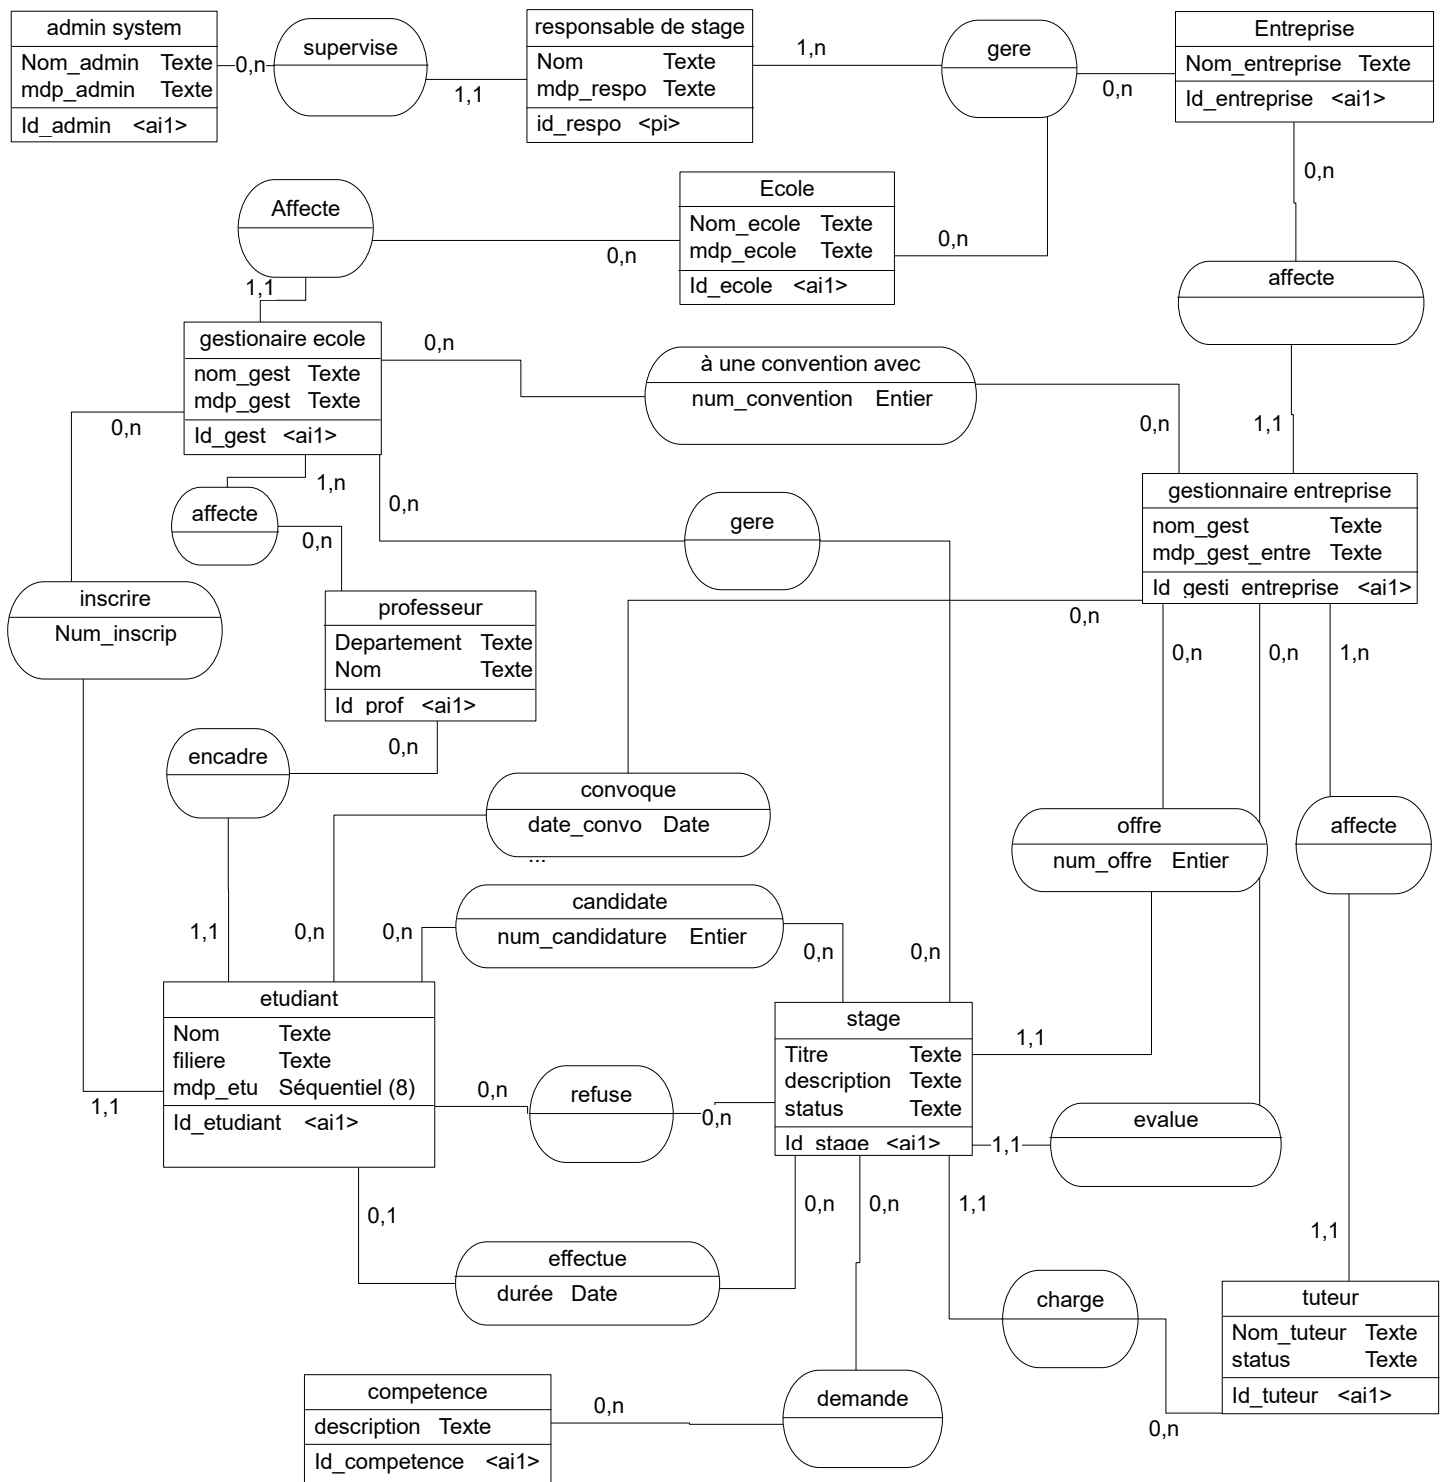 admin system
Nom_admin Texte
mdp_admin Texte
Id_admin <ai1>
0,n
supervise
1,1
responsable de stage
Nom Texte
mdp_respo Texte
id_respo <pi>
1,n
gere
0,n
Entreprise
Nom_entreprise Texte
Id_entreprise <ai1>
0,n
Affecte
1,1
0,n
Ecole
Nom_ecole Texte
mdp_ecole Texte
Id_ecole <ai1>
0,n
affecte
1,1
gestionaire ecole
nom_gest Texte
mdp_gest Texte
Id_gest <ai1>
0,n
à une convention avec
num_convention Entier
0,n
0,n
1,n
affecte
0,n
0,n
gere
gestionnaire entreprise
nom_gest Texte
mdp_gest_entre Texte
Id_gesti_entreprise <ai1>
inscrire
Num_inscrip
professeur
Departement Texte
Nom Texte
Id_prof <ai1>
0,n
0,n
0,n
1,n
encadre
0,n
convoque
date_convo Date
...
offre
num_offre Entier
affecte
candidate
num_candidature Entier
1,1
0,n
0,n
0,n
0,n
etudiant
Nom Texte
filiere Texte
mdp_etu Séquentiel (8)
Id_etudiant <ai1>
1,1
0,n
refuse
0,n
stage
Titre Texte
description Texte
status Texte
Id_stage <ai1>
1,1
1,1
evalue
0,1
effectue
durée Date
0,n
0,n
1,1
1,1
charge
0,n
tuteur
Nom_tuteur Texte
status Texte
Id_tuteur <ai1>
competence
description Texte
Id_competence <ai1>
0,n
demande